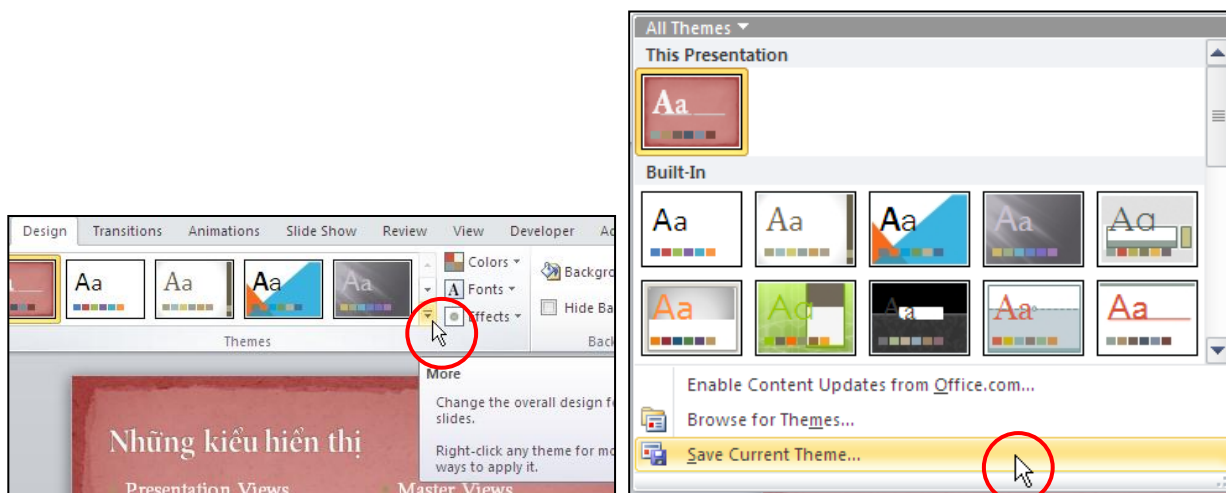 Design Transitions Animations Slide Show Review View Developer
Aa Aa Aa Aa
Colors
Fonts
Effects
Hide
Themes
More
Change the overall design
slides.
Right-click any theme for
ways to apply it.
Những kiểu hiển thị
Presentation Views Master Views
All Themes
This Presentation
Aa
Built-In
Aa Aa Aa Aa Aa
Aa Aa Aa Aa Aa
Enable Content Updates from Office.com...
Browse for Themes...
Save Current Theme...